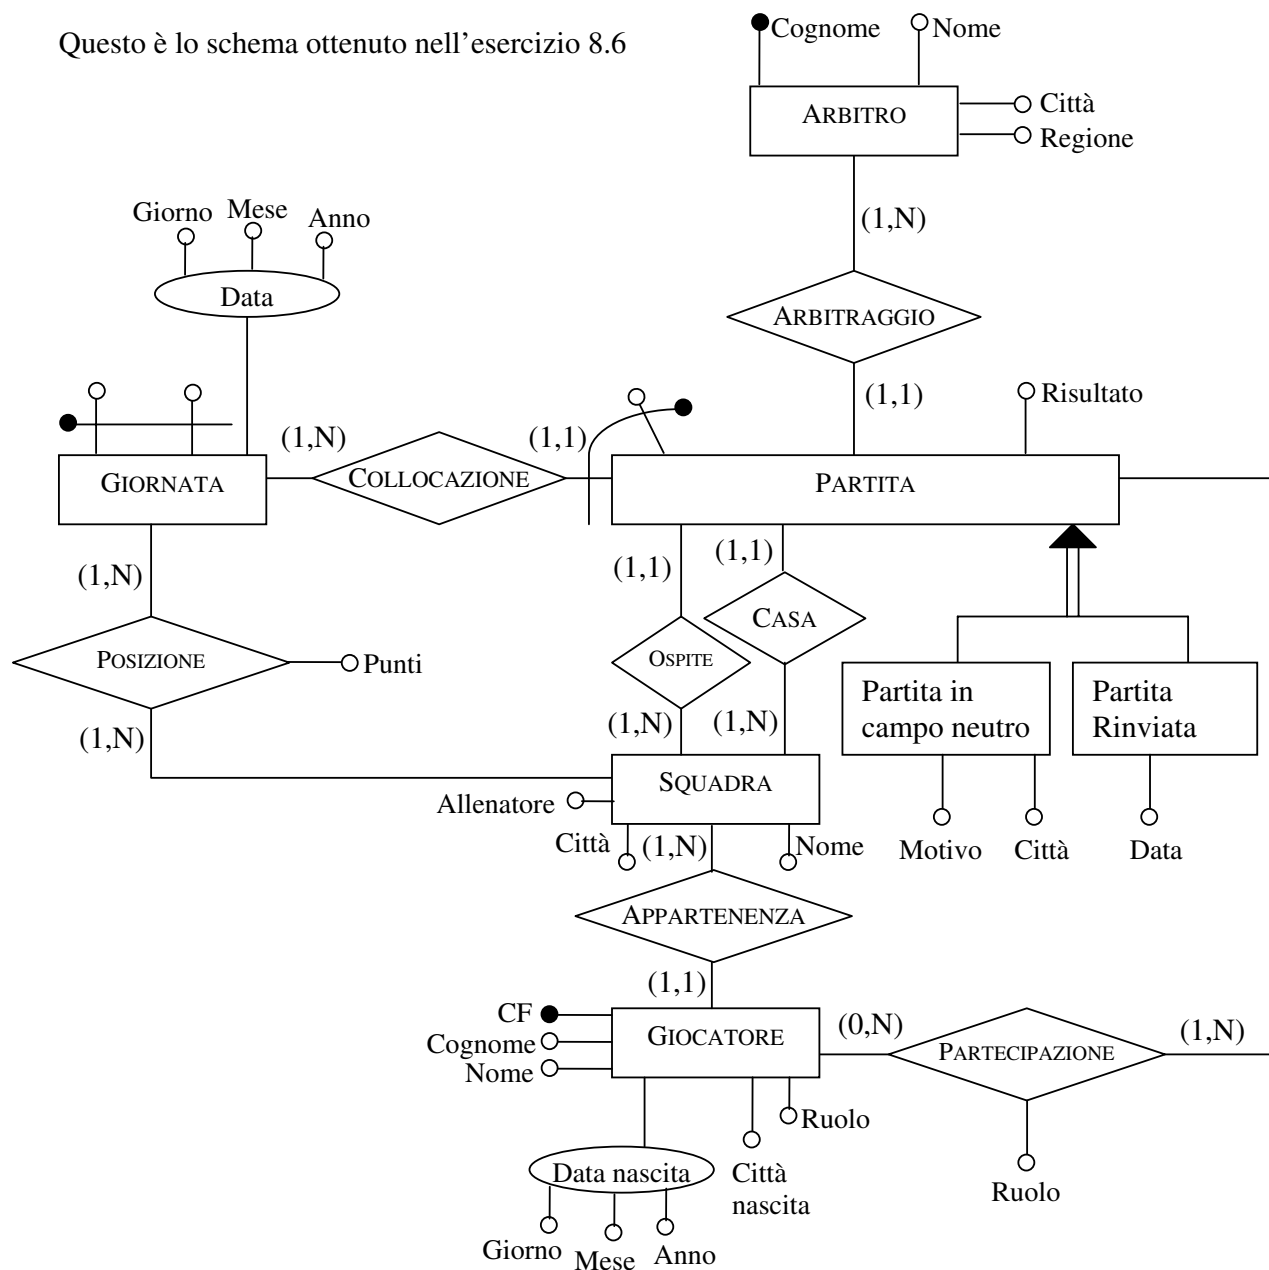 Questo è lo schema ottenuto nell'esercizio 8.6
Cognome
Nome
ARBITRO
Città
Regione
(1,N)
ARBITRAGGIO
(1,1)
Giorno
Mese
Anno
Data
Risultato
(1,N)
(1,1)
GIORNATA
COLLOCAZIONE
PARTITA
(1,N)
(1,1)
(1,1)
CASA
POSIZIONE
Punti
OSPITE
Partita in
campo neutro
Partita
Rinviata
(1,N)
(1,N)
(1,N)
SQUADRA
Allenatore
Città
(1,N)
Nome
Motivo
Città
Data
APPARTENENZA
(1,1)
CF
Cognome
Nome
GIOCATORE
(0,N)
PARTECIPAZIONE
(1,N)
Ruolo
Data nascita
Città
nascita
Ruolo
Giorno
Mese
Anno